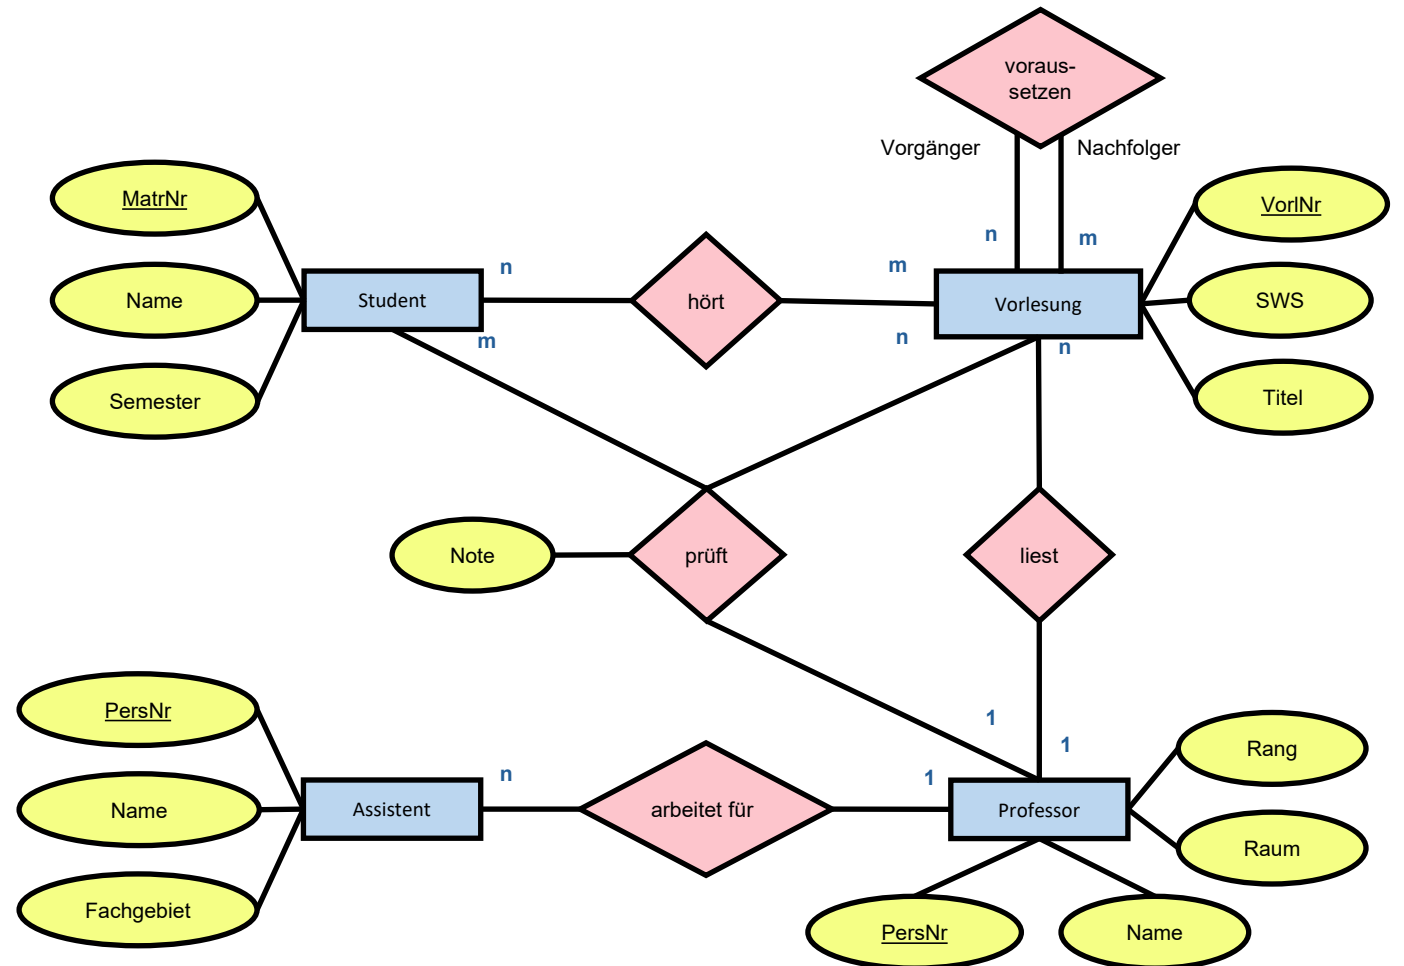 voraus-
setzen
Vorgänger
Nachfolger
MatrNr
VorlNr
n
m
n
m
Name
Student
hört
Vorlesung
SWS
m
n
n
Semester
Titel
Note
prüft
liest
PersNr
1
1
Rang
n
1
Name
Assistent
arbeitet für
Professor
Raum
Fachgebiet
PersNr
Name